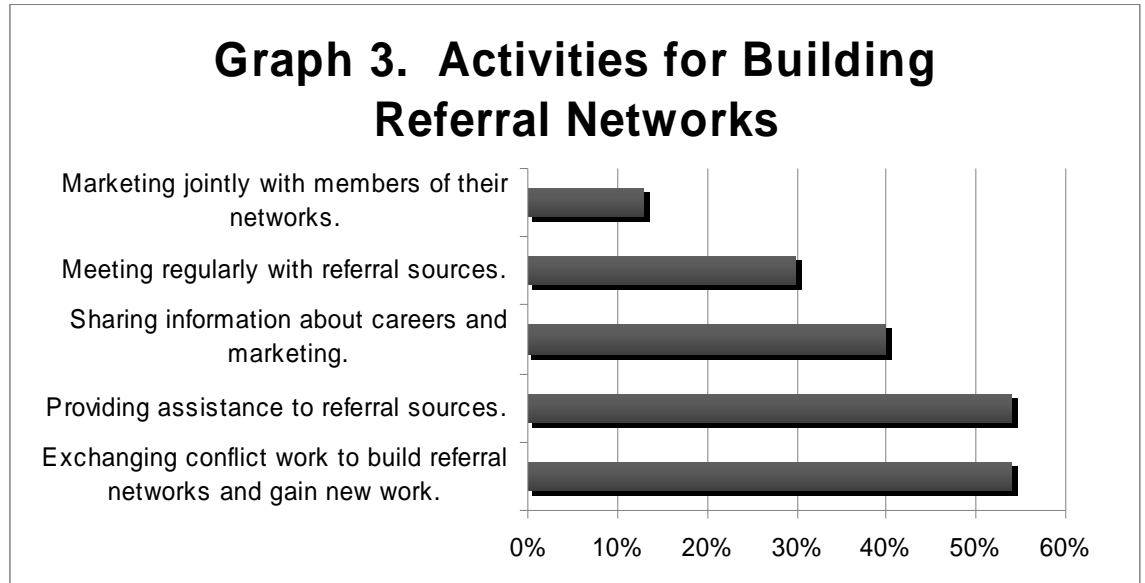 Graph 3.  Activities for Building
Referral Networks
Marketing jointly with members of their
networks.
Meeting regularly with referral sources.
Sharing information about careers and
marketing.
Providing assistance to referral sources.
Exchanging conflict work to build referral
networks and gain new work.
0% 10% 20% 30% 40% 50% 60%